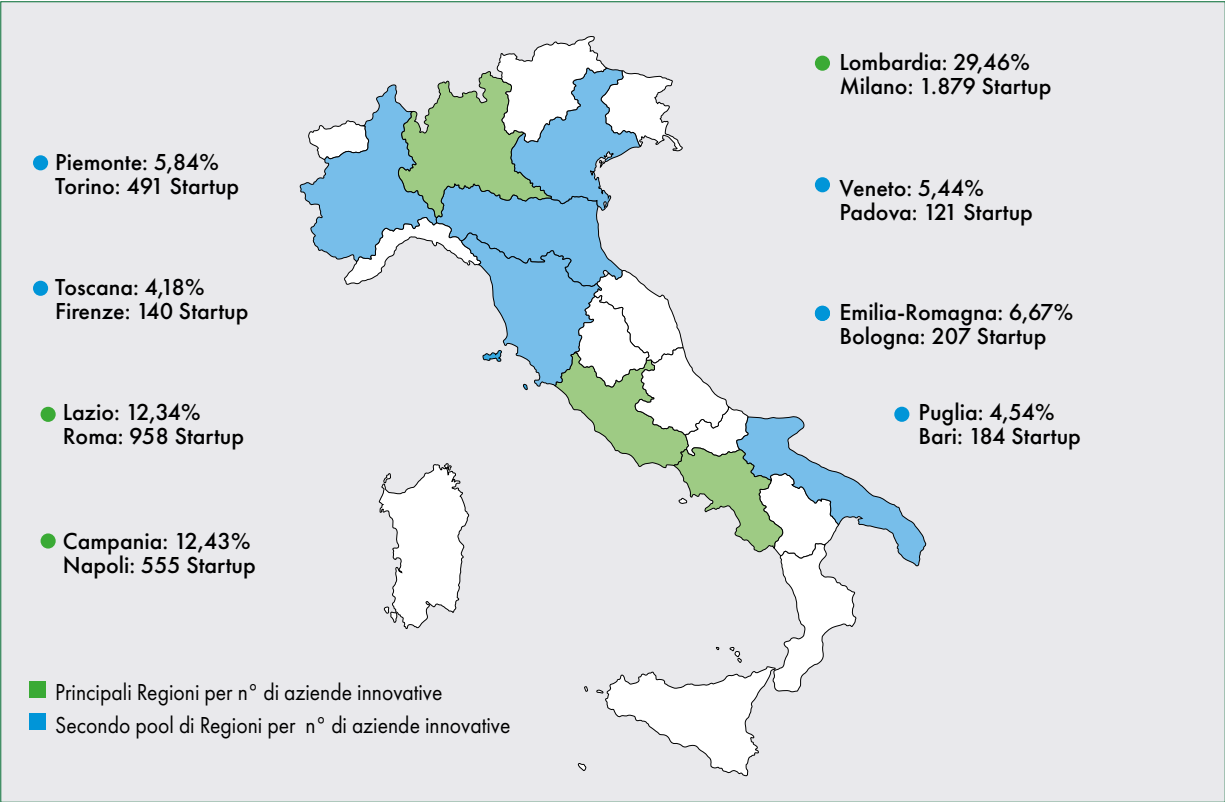 Lombardia: 29,46%
Milano: 1.879 Startup
Piemonte: 5,84%
Torino: 491 Startup
Veneto: 5,44%
Padova: 121 Startup
Toscana: 4,18%
Firenze: 140 Startup
Emilia-Romagna: 6,67%
Bologna: 207 Startup
Lazio: 12,34%
Roma: 958 Startup
Puglia: 4,54%
Bari: 184 Startup
Campania: 12,43%
Napoli: 555 Startup
Principali Regioni per n° di aziende innovative
Secondo pool di Regioni per n° di aziende innovative